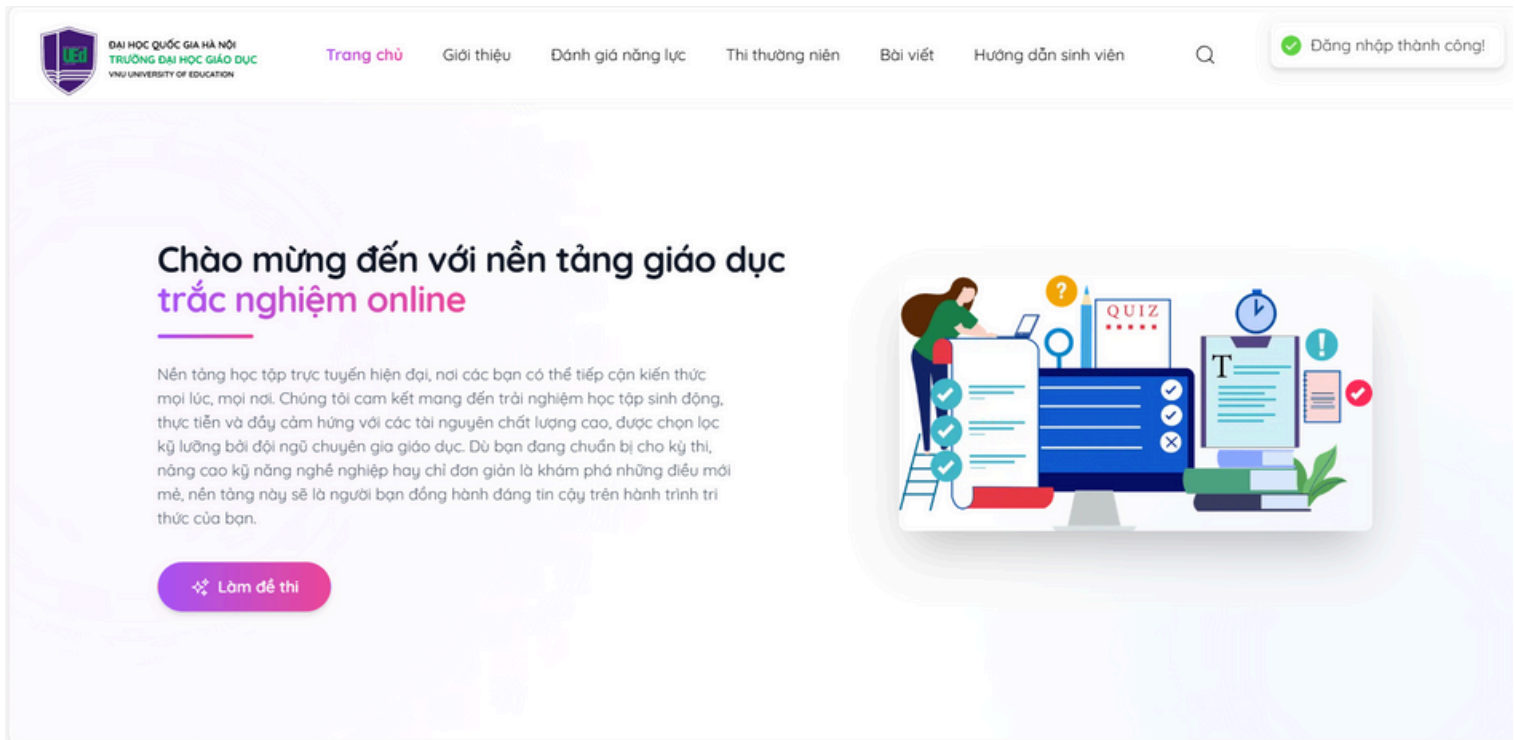 UEd
ĐẠI HỌC QUỐC GIA HÀ NỘI
TRƯỜNG ĐẠI HỌC GIÁO DỤC
VNU UNIVERSITY OF EDUCATION
Trang chủ
Giới thiệu
Đánh giá năng lực
Thi thường niên
Bài viết
Hướng dẫn sinh viên
Đăng nhập thành công!
Chào mừng đến với nền tảng giáo dục
trắc nghiệm online
Nền tảng học tập trực tuyến hiện đại, nơi các bạn có thể tiếp cận kiến thức
mọi lúc, mọi nơi. Chúng tôi cam kết mang đến trải nghiệm học tập sinh động,
thực tiễn và đầy cảm hứng với các tài nguyên chất lượng cao, được chọn lọc
kỹ lưỡng bởi đội ngũ chuyên gia giáo dục. Dù bạn đang chuẩn bị cho kỳ thi,
nâng cao kỹ năng nghề nghiệp hay chỉ đơn giản là khám phá những điều mới
mẻ, nền tảng này sẽ là người bạn đồng hành đáng tin cậy trên hành trình tri
thức của bạn.
Làm đề thi
?
QUIZ
T
!